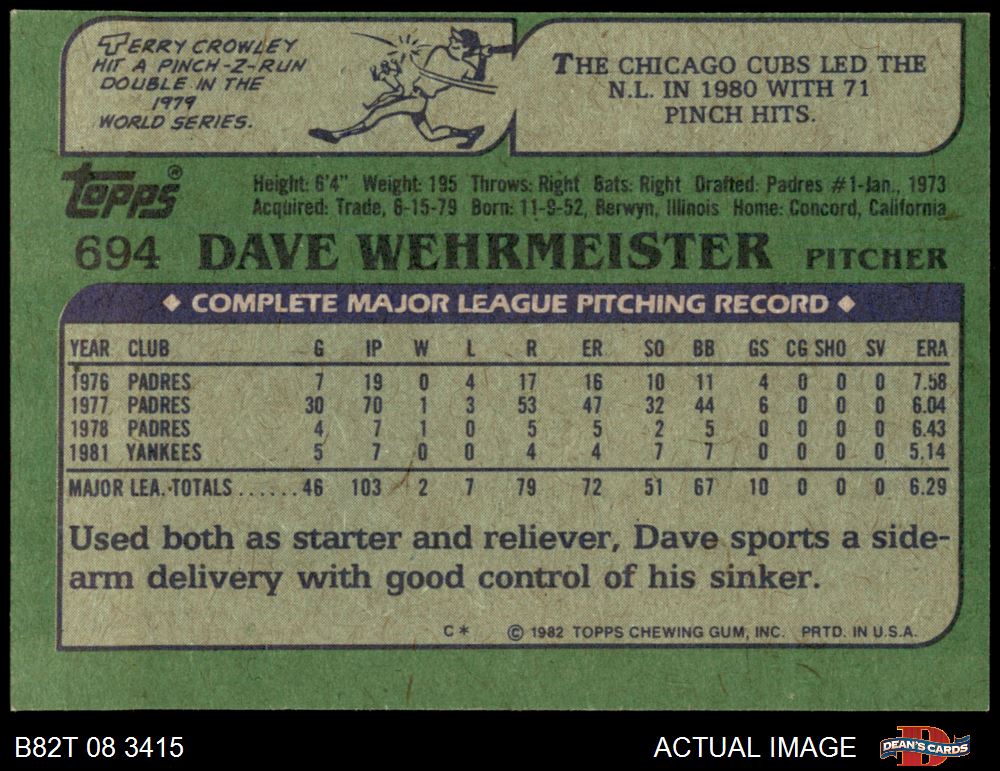 TERRY CROWLEY
HIT A PINCH-2-RUN
DOUBLE IN THE
1979
WORLD SERIES.
THE CHICAGO CUBS LED THE
N.L. IN 1980 WITH 71
PINCH HITS.
Topps®
Height: 6'4" Weight: 195 Throws: Right Bats: Right Drafted: Padres #1-Jan., 1973
Acquired: Trade, 6-15-79 Born: 11-9-52, Berwyn, Illinois Home: Concord, California
694 DAVE WEHRMEISTER PITCHER
◆ COMPLETE MAJOR LEAGUE PITCHING RECORD ◆
YEAR CLUB G IP W L R ER SO BB GS CG SHO SV ERA
1976 PADRES 7 19 0 4 17 16 10 11 4 0 0 0 7.58
1977 PADRES 30 70 1 3 53 47 32 44 6 0 0 0 6.04
1978 PADRES 4 7 1 0 5 5 2 5 0 0 0 0 6.43
1981 YANKEES 5 7 0 0 4 4 7 7 0 0 0 0 5.14
MAJOR LEA. TOTALS ...... 46 103 2 7 79 72 51 67 10 0 0 0 6.29
Used both as starter and reliever, Dave sports a side-
arm delivery with good control of his sinker.
C* © 1982 TOPPS CHEWING GUM, INC. PRTD. IN U.S.A.
B82T 08 3415 ACTUAL IMAGE DEAN'S CARDS